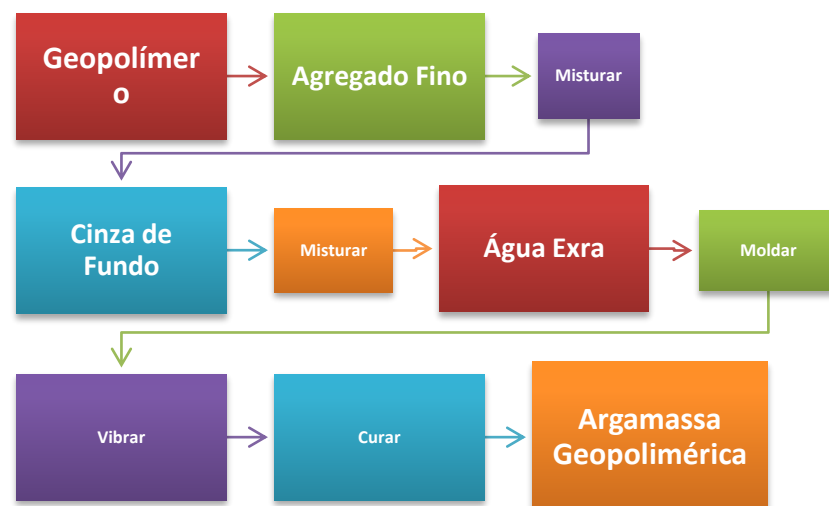 Geopolímer
o
Agregado Fino
Misturar
Cinza de
Fundo
Misturar
Água Exra
Moldar
Vibrar
Curar
Argamassa
Geopolimérica